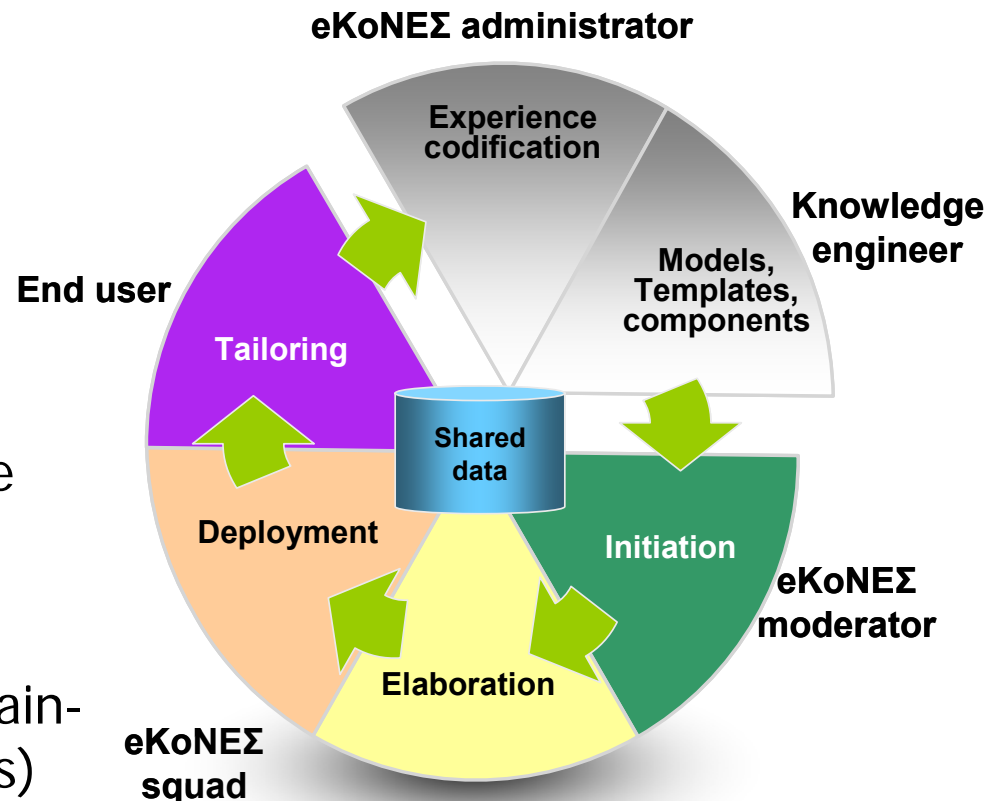 eKoNEΣ administrator
Experience
codification
Knowledge
engineer
Models,
Templates,
components
End user
Tailoring
Shared
data
e
Deployment
Initiation
eKoNEΣ
moderator
Elaboration
ain-
s)
eKoNEΣ
squad